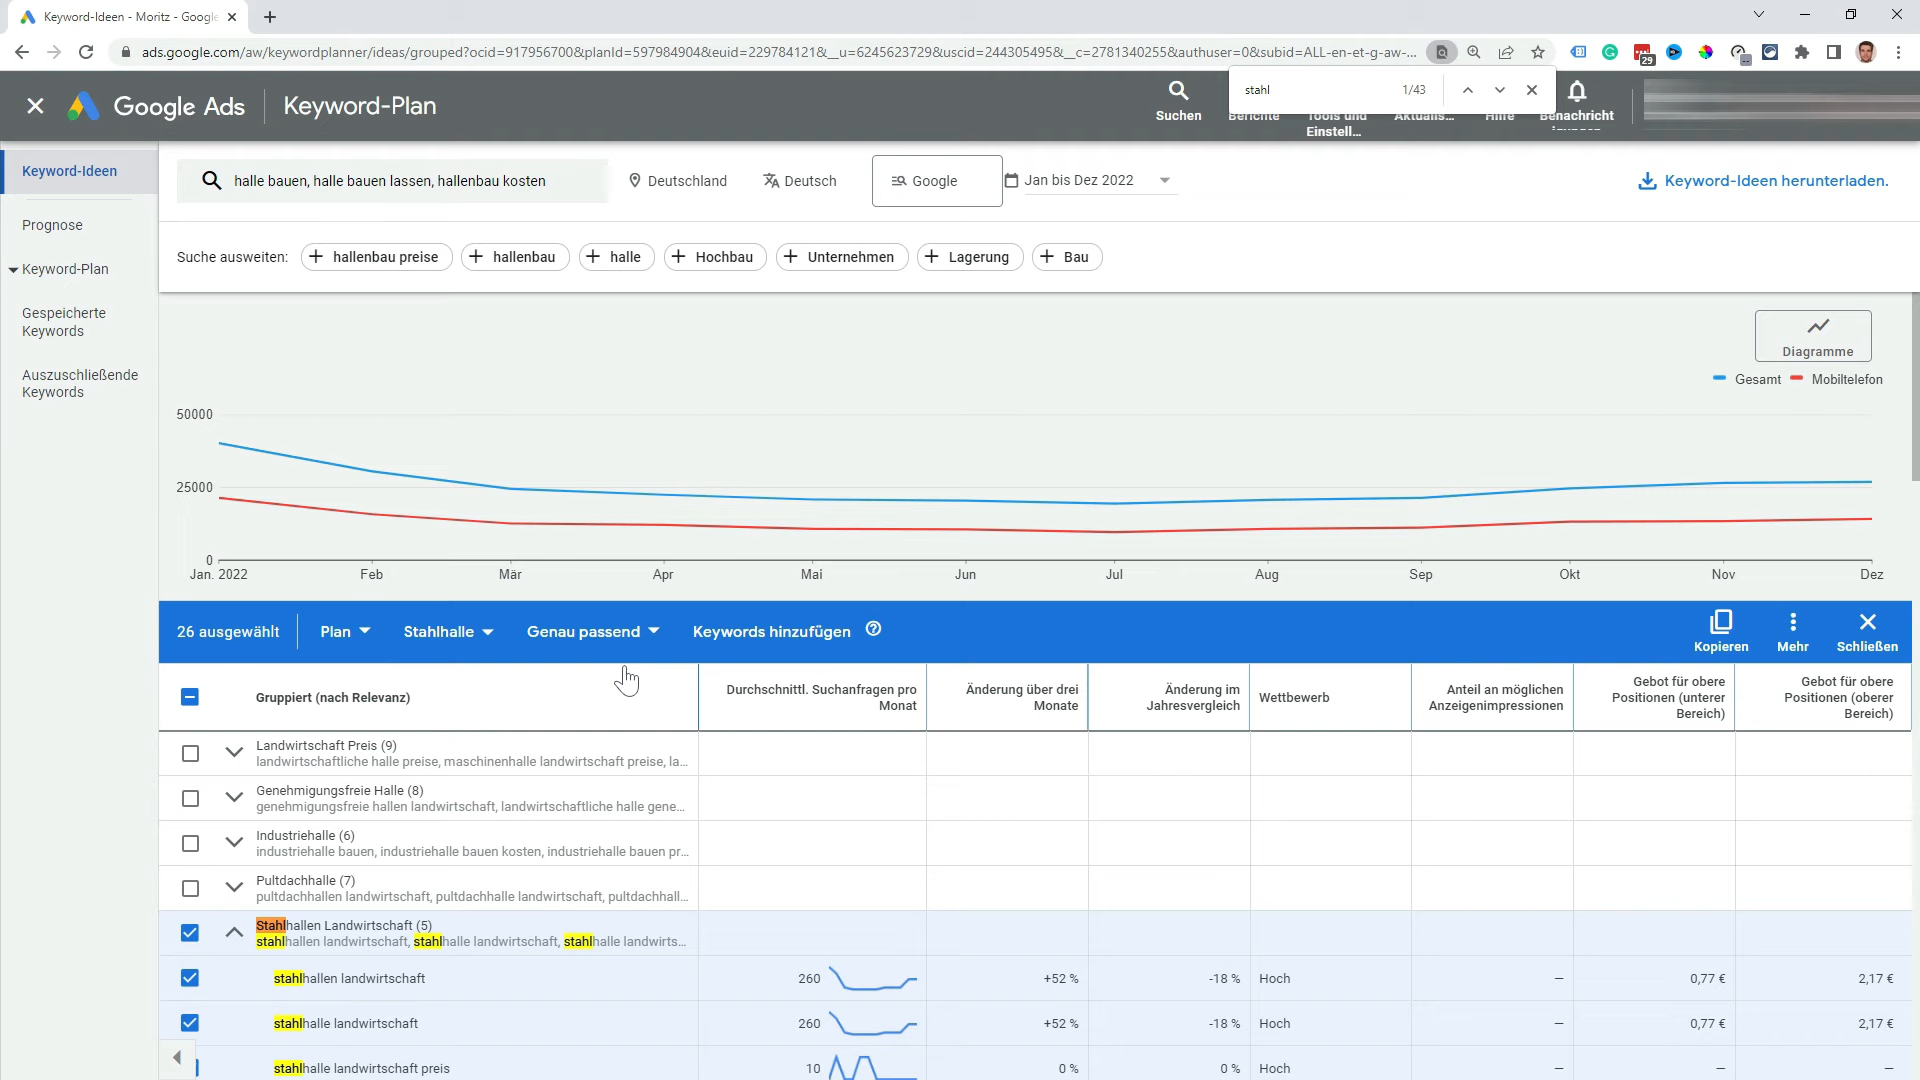 Keyword-Ideen - Moritz - Google
ads.google.com/aw/keywordplanner/ideas/grouped?ocid=917956700&planId=597984904&euid=229784121&__u=6245623729&uscid=244305495&__c=2781340255&authuser=0&subid=ALL-en-et-g-aw-...
29
stahl 1/43
Google Ads Keyword-Plan
Suchen Berichte Tools und Einstell... Aktualis... Hilfe Benachricht
Keyword-Ideen
Prognose
Keyword-Plan
Gespeicherte
Keywords
Auszuschließende
Keywords
halle bauen, halle bauen lassen, hallenbau kosten Deutschland Deutsch Google Jan bis Dez 2022 Keyword-Ideen herunterladen.
Suche ausweiten: hallenbau preise hallenbau halle Hochbau Unternehmen Lagerung Bau
Diagramme
Gesamt Mobiltelefon
50000
25000
0
Jan. 2022 Feb Mär Apr Mai Jun Jul Aug Sep Okt Nov Dez
26 ausgewählt Plan Stahlhalle Genau passend Keywords hinzufügen Kopieren Mehr Schließen
Gruppiert (nach Relevanz) Durchschnittl. Suchanfragen pro Monat Änderung über drei Monate Änderung im Jahresvergleich Wettbewerb Anteil an möglichen Anzeigenimpressionen Gebot für obere Positionen (unterer Bereich) Gebot für obere Positionen (oberer Bereich)
Landwirtschaft Preis (9)
landwirtschaftliche halle preise, maschinenhalle landwirtschaft preise, la...
Genehmigungsfreie Halle (8)
genehmigungsfreie hallen landwirtschaft, landwirtschaftliche halle gene...
Industriehalle (6)
industriehalle bauen, industriehalle bauen kosten, industriehalle bauen pr...
Pultdachhalle (7)
pultdachhallen landwirtschaft, pultdachhalle landwirtschaft, pultdachhall...
Stahlhallen Landwirtschaft (5)
stahlhallen landwirtschaft, stahlhalle landwirtschaft, stahlhalle landwirts...
stahlhallen landwirtschaft 260 +52 % -18 % Hoch – 0,77 € 2,17 €
stahlhalle landwirtschaft 260 +52 % -18 % Hoch – 0,77 € 2,17 €
stahlhalle landwirtschaft preis 10 0 % 0 % Hoch – – –